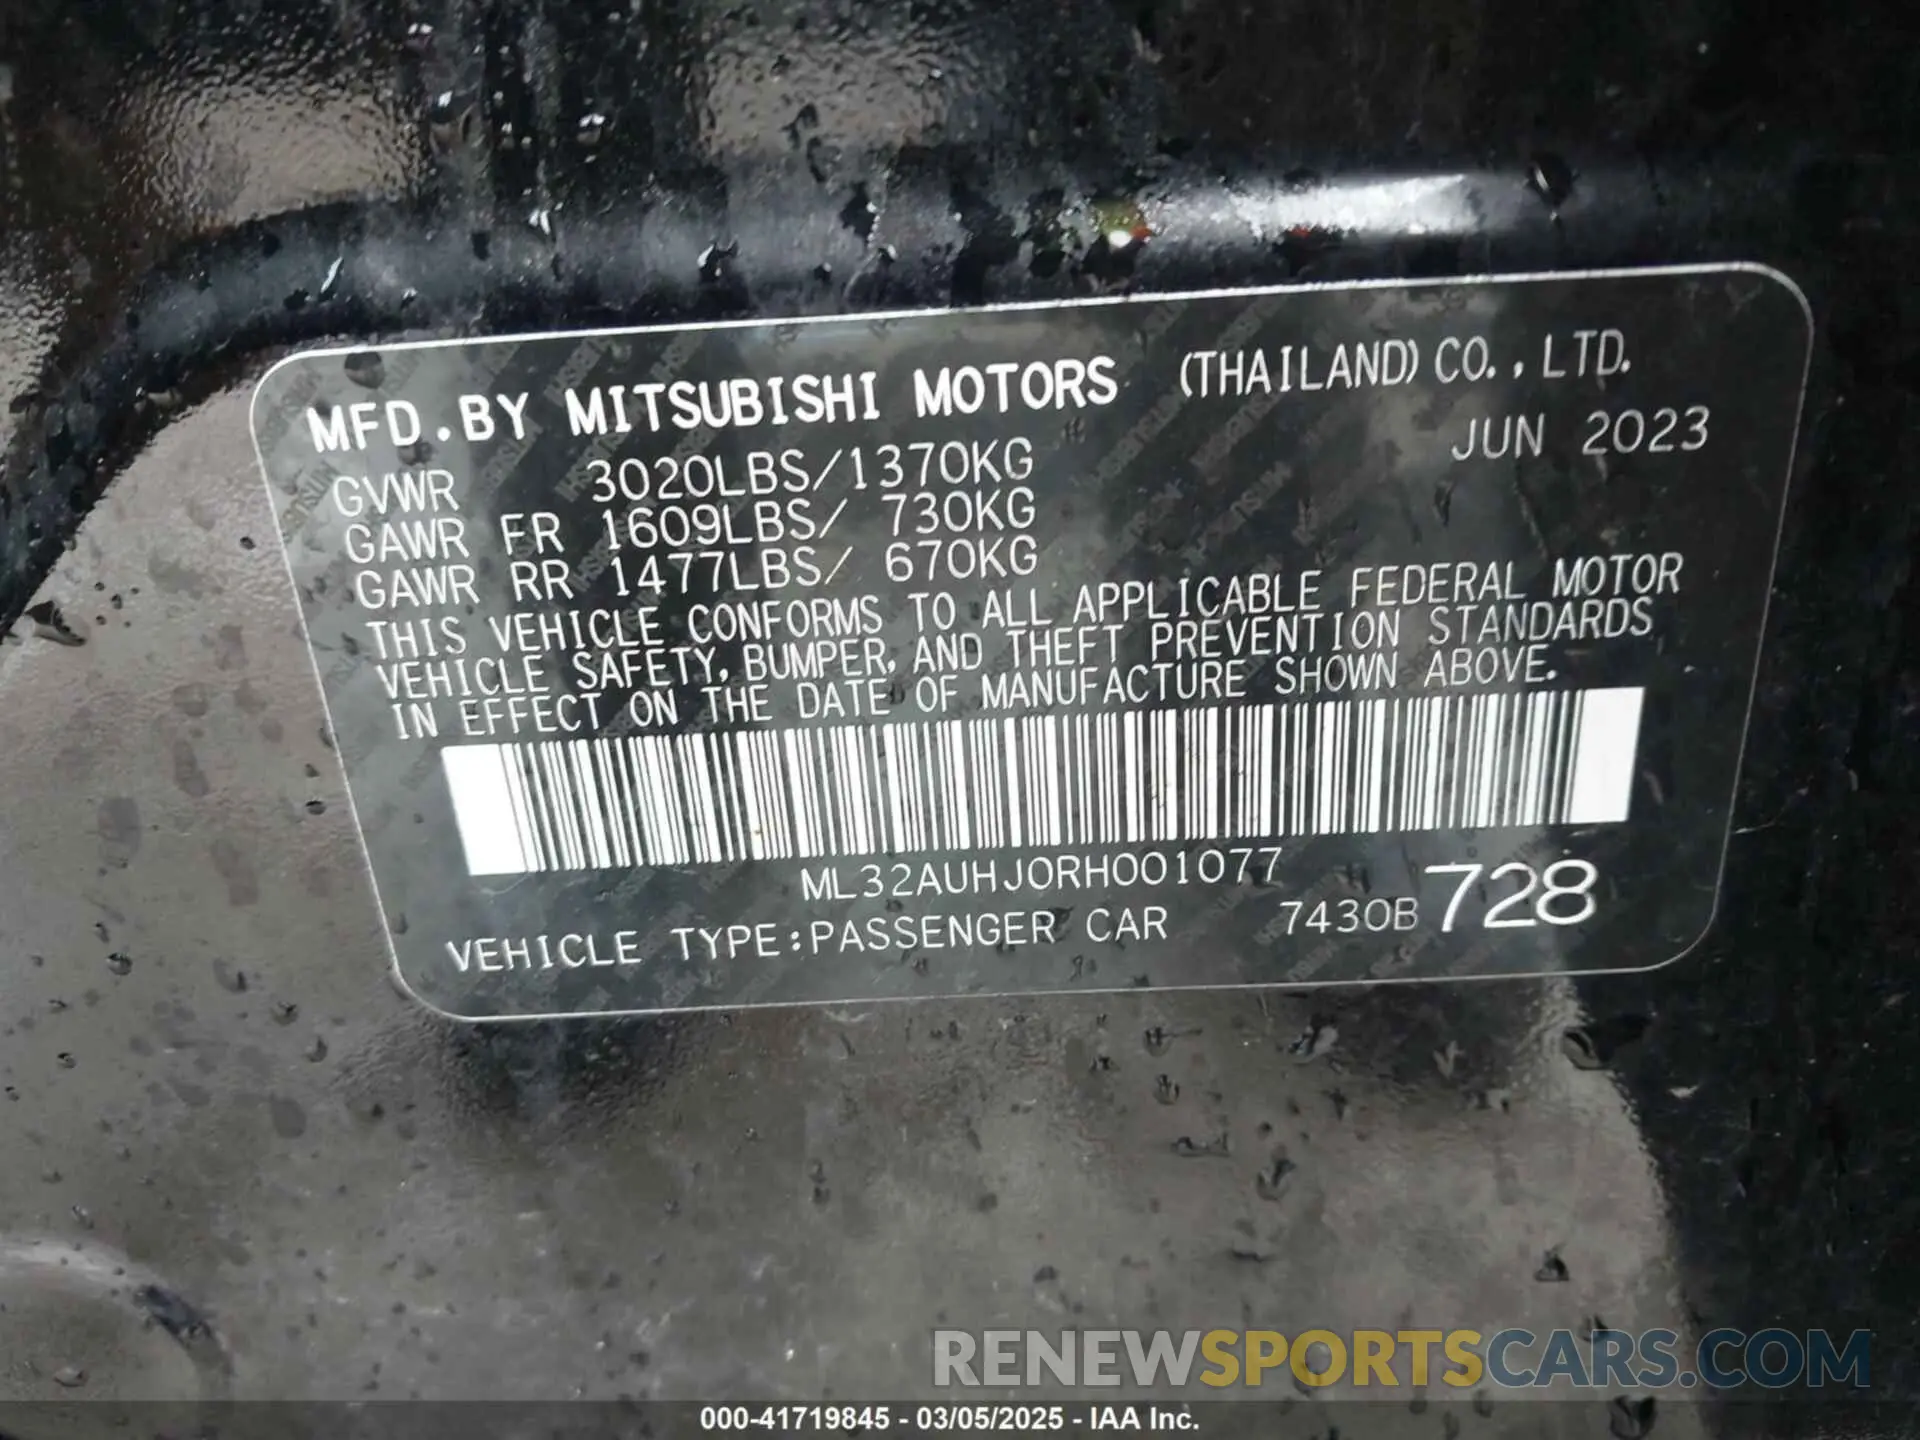 MFD.BY MITSUBISHI MOTORS (THAILAND) CO., LTD.
JUN 2023
GVWR 3020LBS/1370KG
GAWR FR 1609LBS/ 730KG
GAWR RR 1477LBS/ 670KG
THIS VEHICLE CONFORMS TO ALL APPLICABLE FEDERAL MOTOR
VEHICLE SAFETY, BUMPER, AND THEFT PREVENTION STANDARDS
IN EFFECT ON THE DATE OF MANUFACTURE SHOWN ABOVE.
ML32AUHJ0RH001077
VEHICLE TYPE:PASSENGER CAR 7430B 728
RENEWSPORTSCARS.COM
000-41719845 - 03/05/2025 - IAA Inc.